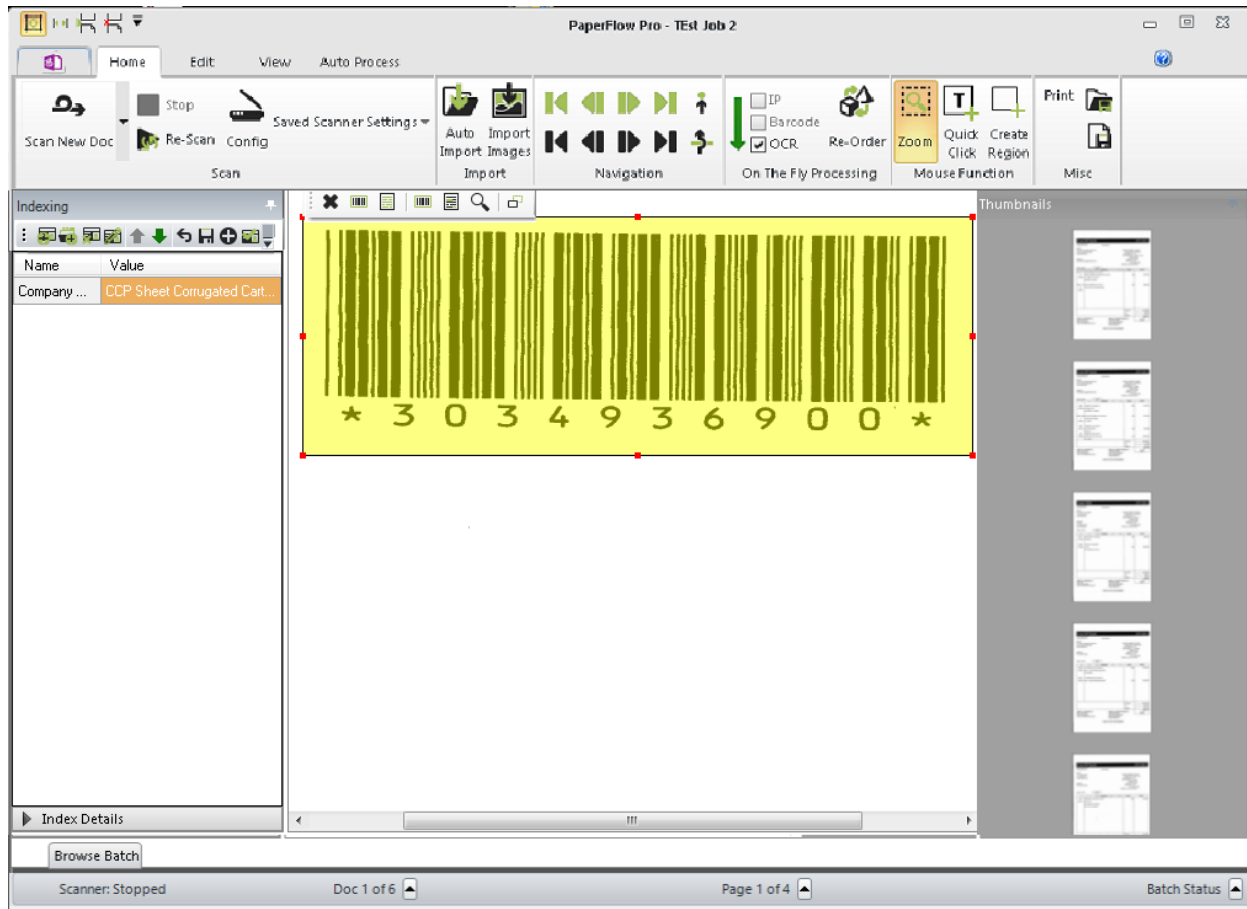 PaperFlow Pro - TEst Job 2
Home Edit View Auto Process
Scan New Doc
Stop
Re-Scan
Config
Saved Scanner Settings
Scan
Auto Import
Import Images
Import
Navigation
IP
Barcode
OCR
Re-Order
On The Fly Processing
Zoom
Quick Click
Create Region
Mouse Function
Print
Misc
Indexing
Name Value
Company ... CCP Sheet Corrugated Cart...
*3034936900*
Thumbnails
Index Details
Browse Batch
Scanner: Stopped Doc 1 of 6 Page 1 of 4 Batch Status